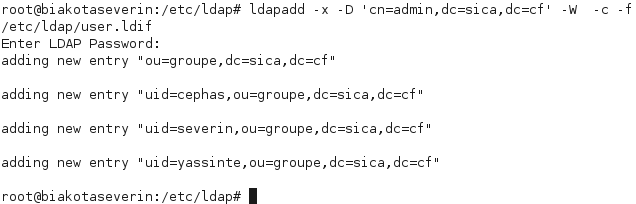 root@biakotaseverin:/etc/ldap# ldapadd -x -D 'cn=admin,dc=sica,dc=cf' -W  -c -f
/etc/ldap/user.ldif
Enter LDAP Password:
adding new entry "ou=groupe,dc=sica,dc=cf"
adding new entry "uid=cephas,ou=groupe,dc=sica,dc=cf"
adding new entry "uid=severin,ou=groupe,dc=sica,dc=cf"
adding new entry "uid=yassinte,ou=groupe,dc=sica,dc=cf"
root@biakotaseverin:/etc/ldap#